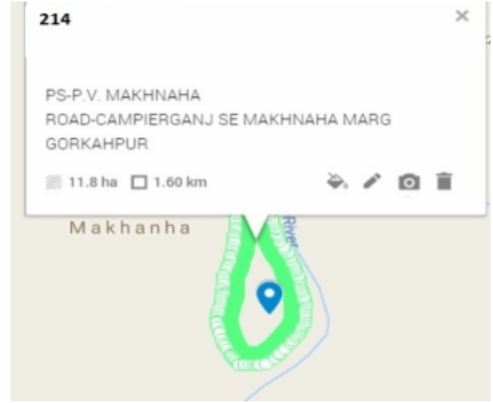 214
PS-P.V. MAKHNAHA
ROAD-CAMPIERGANJ SE MAKHNAHA MARG
GORKAHPUR
11.8 ha 1.60 km
Makhanha
River